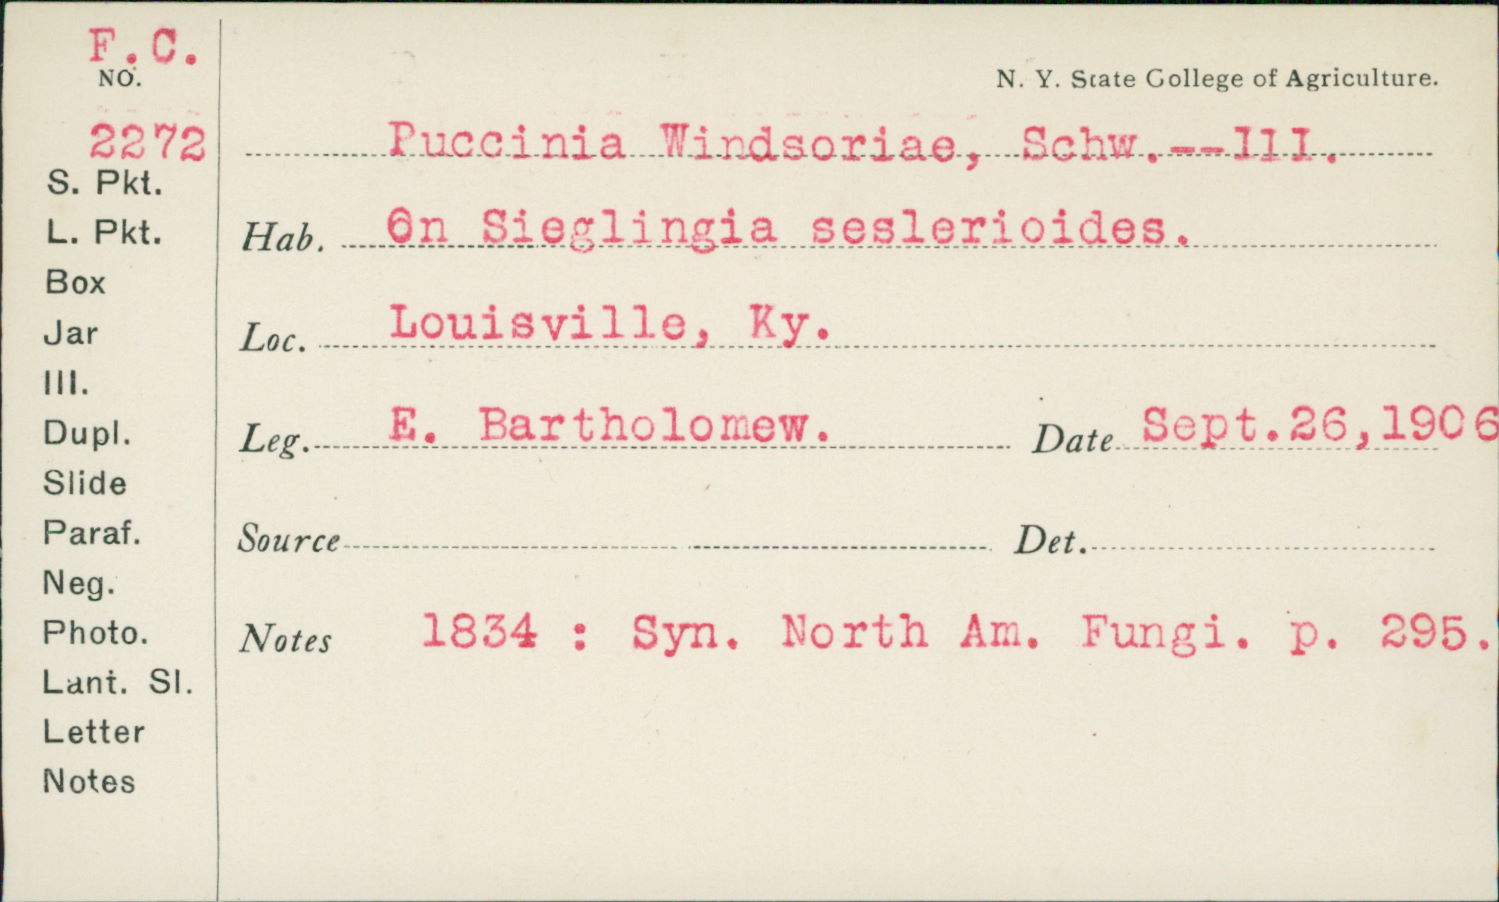 F.C.
NO.
2272
S. Pkt.
L. Pkt.
Box
Jar
Ill.
Dupl.
Slide
Paraf.
Neg.
Photo.
Lant. Sl.
Letter
Notes
N. Y. State College of Agriculture.
Puccinia Windsoriae, Schw.--III.
Hab. On Sieglingia seslerioides.
Loc. Louisville, Ky.
Leg. E. Bartholomew. Date Sept.26,1906
Source Det.
Notes 1834 : Syn. North Am. Fungi. p. 295.